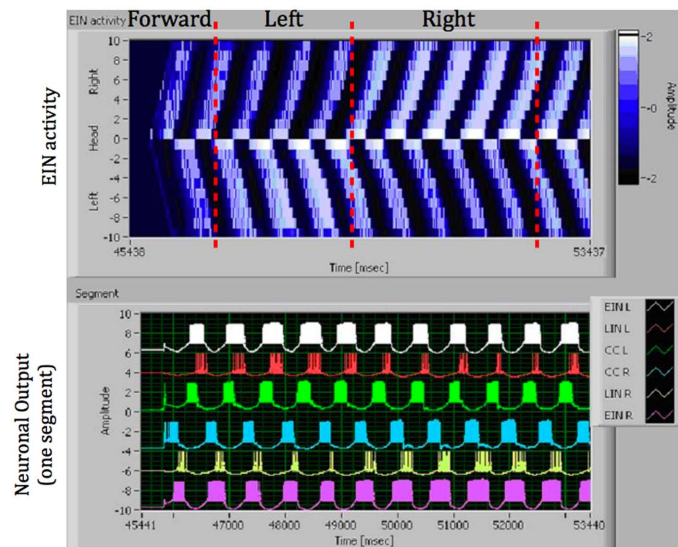 EIN activity Forward Left Right
EIN activity
Right
Head
Left
10
8
6
4
2
0
-2
-4
-6
-8
-10
45438 53437
Time [msec]
-2
-0
-2
Amplitude
Segment
Neuronal Output
(one segment)
Amplitude
10
8
6
4
2
0
-2
-4
-6
-8
-10
45441 47000 48000 49000 50000 51000 52000 53440
Time [msec]
EIN L
LIN L
CC L
CC R
LIN R
EIN R